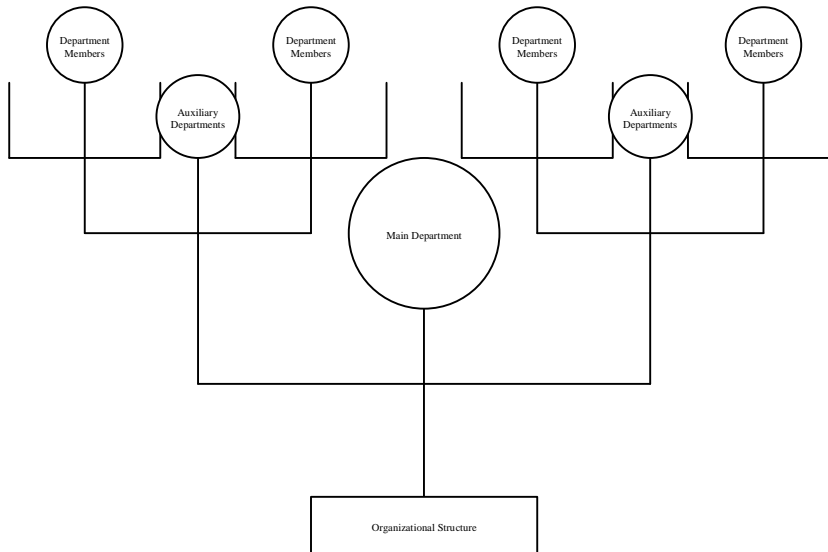 Department
Members
Department
Members
Department
Members
Department
Members
Auxiliary
Departments
Auxiliary
Departments
Main Department
Organizational Structure